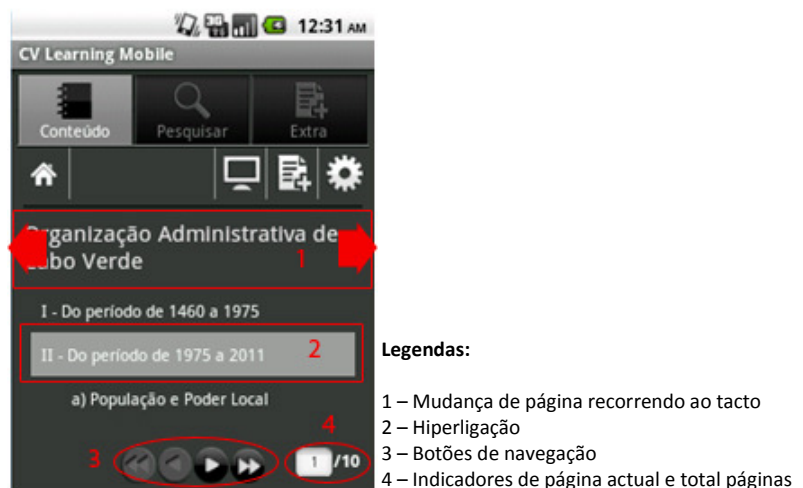 3G
12:31 AM
CV Learning Mobile
Conteúdo
Pesquisar
Extra
Organização Administrativa de
Cabo Verde
1
I - Do período de 1460 a 1975
II - Do período de 1975 a 2011
2
a) População e Poder Local
3
4
1 /10
Legendas:
1 – Mudança de página recorrendo ao tacto
2 – Hiperligação
3 – Botões de navegação
4 – Indicadores de página actual e total páginas